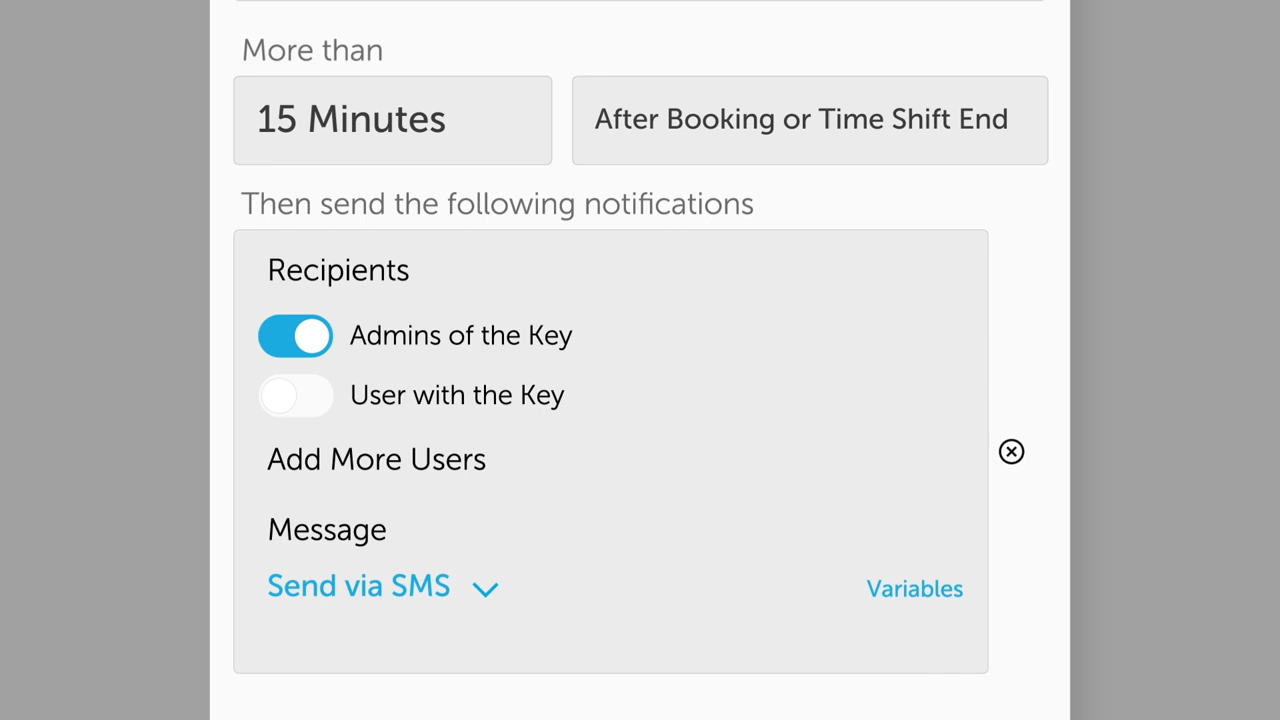 More than
15 Minutes
After Booking or Time Shift End
Then send the following notifications
Recipients
Admins of the Key
User with the Key
Add More Users
Message
Send via SMS
Variables